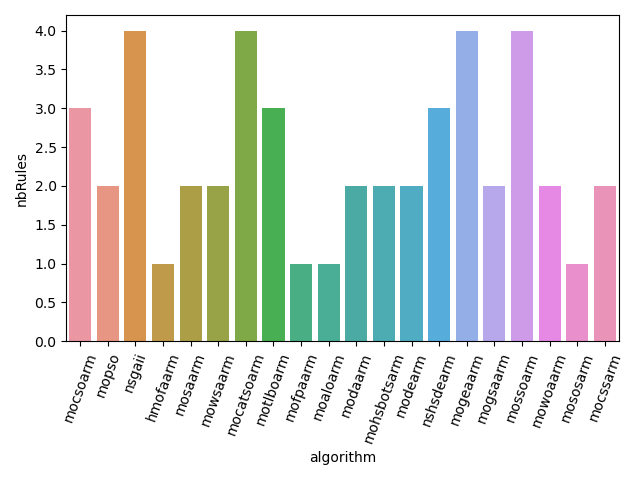 4.0
3.5
3.0
2.5
2.0
1.5
1.0
0.5
0.0
nbRules
mocsoarm
mopso
nsgaii
hmofaarm
mosaarm
mowsaarm
mocatsoarm
motlboarm
mofpaarm
moaloarm
modaarm
mohsbotsarm
modearm
nshsdearm
mogeaarm
mogsaarm
mossoarm
mowoaarm
mososarm
mocssarm
algorithm